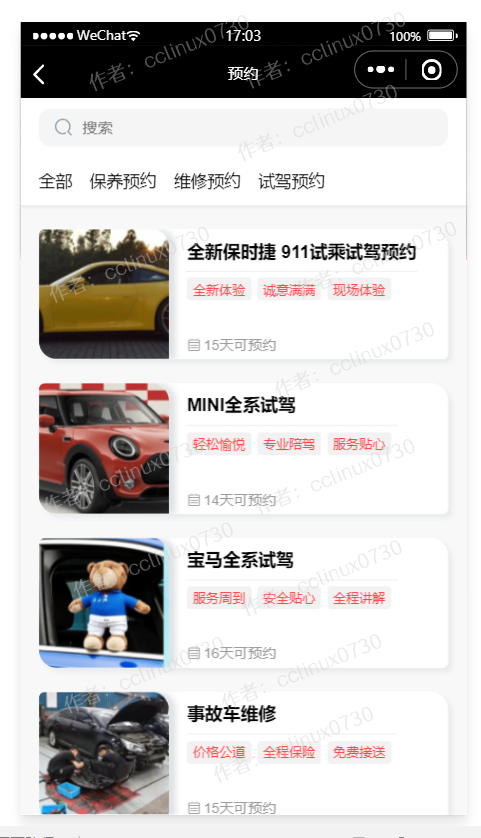 WeChat 17:03 100%
预约
搜索
全部 保养预约 维修预约 试驾预约
全新保时捷 911试乘试驾预约
全新体验 诚意满满 现场体验
15天可预约
MINI全系试驾
轻松愉悦 专业陪驾 服务贴心
14天可预约
宝马全系试驾
服务周到 安全贴心 全程讲解
16天可预约
事故车维修
价格公道 全程保险 免费接送
15天可预约
作者：cclinux0730